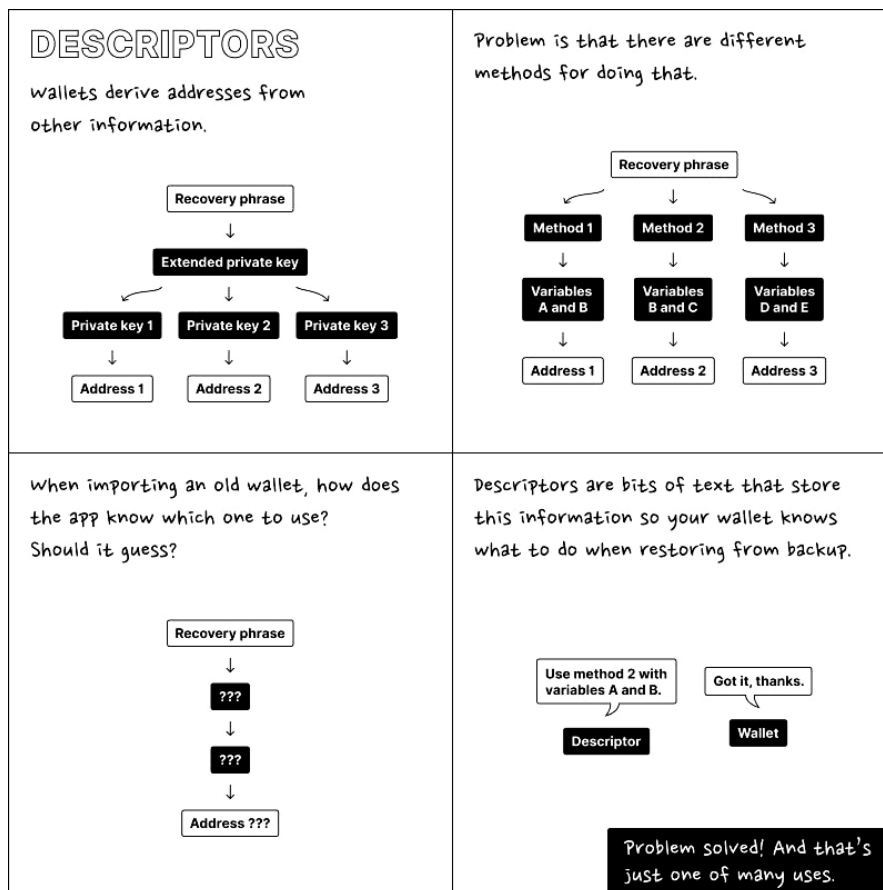 DESCRIPTORS
Wallets derive addresses from
other information.
Recovery phrase
Extended private key
Private key 1
Private key 2
Private key 3
Address 1
Address 2
Address 3
Problem is that there are different
methods for doing that.
Recovery phrase
Method 1
Method 2
Method 3
Variables
A and B
Variables
B and C
Variables
D and E
Address 1
Address 2
Address 3
When importing an old wallet, how does
the app know which one to use?
Should it guess?
Recovery phrase
???
???
Address ???
Descriptors are bits of text that store
this information so your wallet knows
what to do when restoring from backup.
Use method 2 with
variables A and B.
Descriptor
Got it, thanks.
Wallet
Problem solved! And that's
just one of many uses.